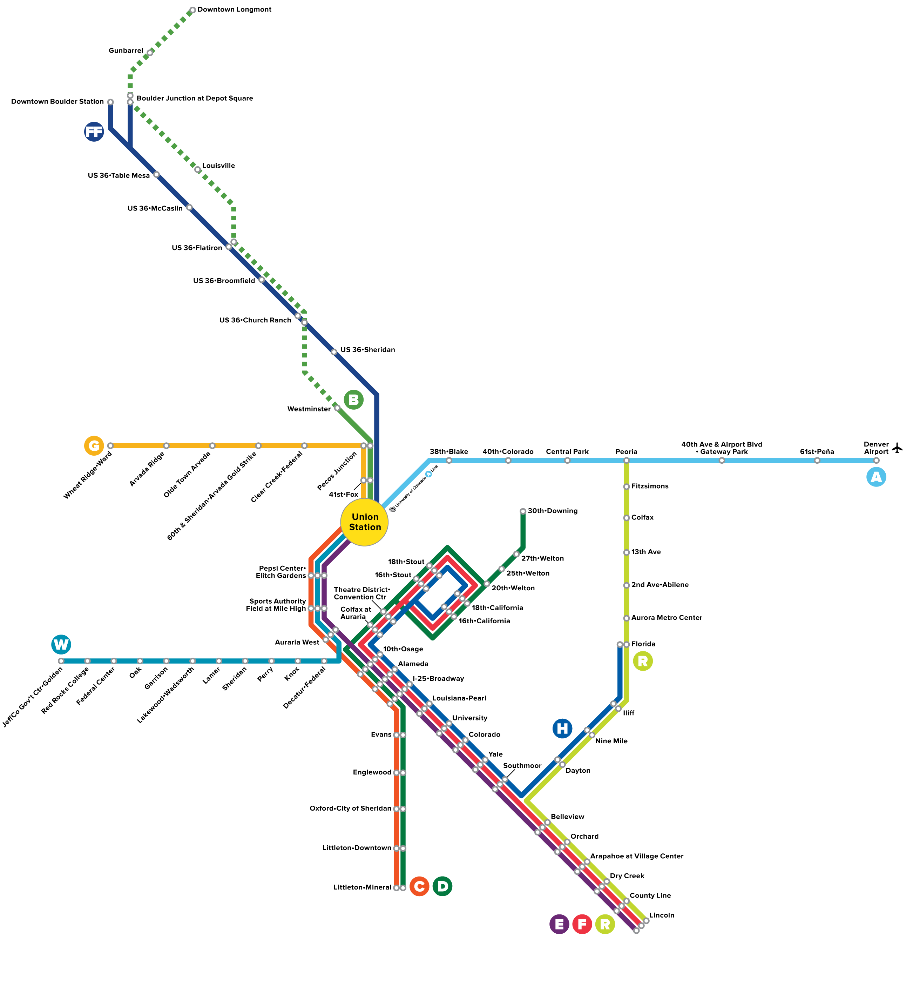 Downtown Longmont
Gunbarrel
Boulder Junction at Depot Square
Downtown Boulder Station
FF
Louisville
US 36•Table Mesa
US 36•McCaslin
US 36•Flatiron
US 36•Broomfield
US 36•Church Ranch
US 36•Sheridan
B
Westminster
G
Wheat Ridge•Ward
Arvada Ridge
Olde Town Arvada
60th & Sheridan•Arvada Gold Strike
Clear Creek•Federal
Pecos Junction
41st•Fox
38th•Blake
40th•Colorado
Central Park
Peoria
40th Ave & Airport Blvd
• Gateway Park
61st•Peña
Denver
Airport
A
University of Colorado A Line
Union
Station
Fitzsimons
Colfax
13th Ave
2nd Ave•Abilene
Aurora Metro Center
Florida
R
30th•Downing
27th•Welton
25th•Welton
20th•Welton
18th•Stout
16th•Stout
Theatre District•
Convention Ctr
Colfax at
Auraria
18th•California
16th•California
Pepsi Center•
Elitch Gardens
Sports Authority
Field at Mile High
Auraria West
W
JeffCo Gov't Ctr•Golden
Red Rocks College
Federal Center
Oak
Garrison
Lakewood•Wadsworth
Lamar
Sheridan
Perry
Knox
Decatur•Federal
10th•Osage
Alameda
I-25•Broadway
Louisiana•Pearl
University
Colorado
Yale
Southmoor
H
Iliff
Nine Mile
Dayton
Evans
Englewood
Oxford•City of Sheridan
Littleton•Downtown
Littleton•Mineral
C D
Belleview
Orchard
Arapahoe at Village Center
Dry Creek
County Line
Lincoln
E F R